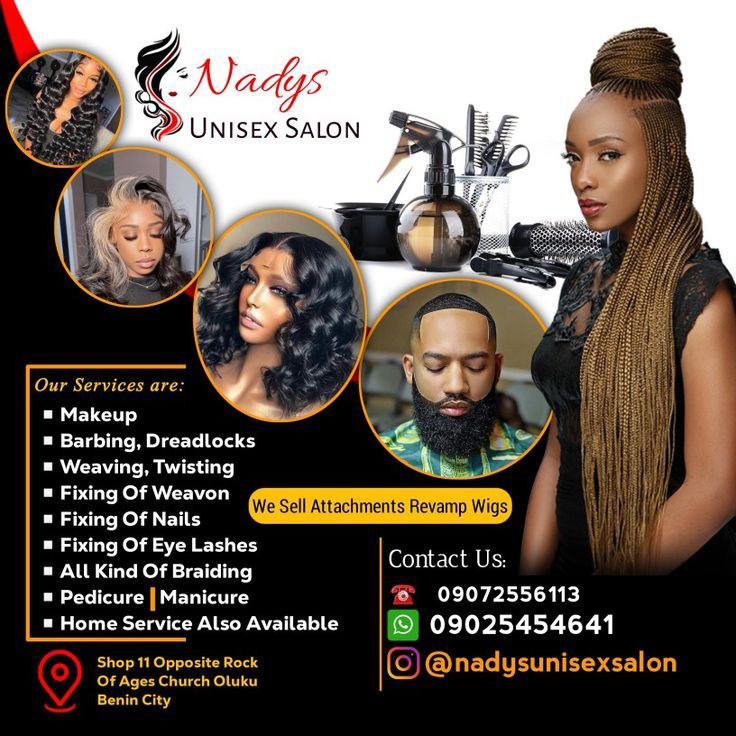 Nadys
UNISEX SALON
Our Services are:
Makeup
Barbing, Dreadlocks
Weaving, Twisting
Fixing Of Weavon
Fixing Of Nails
Fixing Of Eye Lashes
All Kind Of Braiding
Pedicure | Manicure
Home Service Also Available
We Sell Attachments Revamp Wigs
Contact Us:
09072556113
09025454641
@nadysunisexsalon
Shop 11 Opposite Rock
Of Ages Church Oluku
Benin City